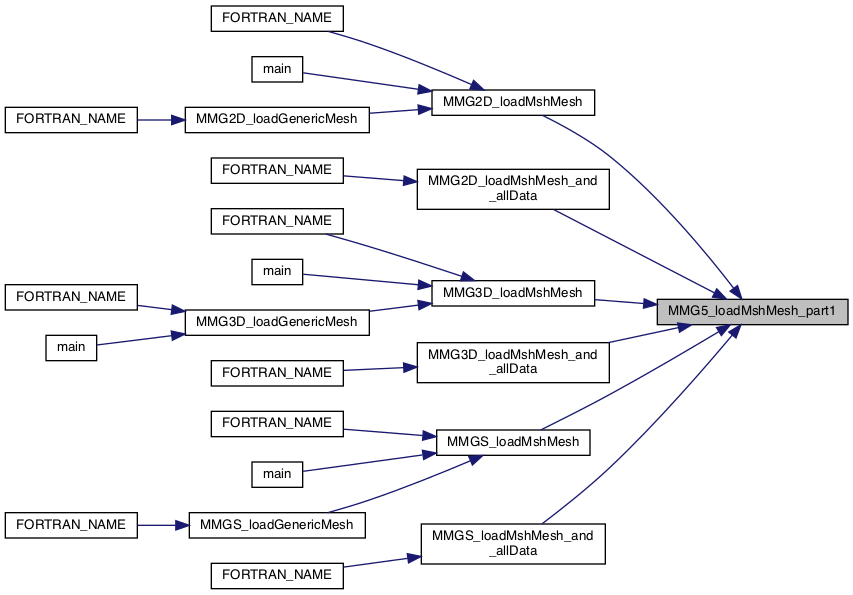 FORTRAN_NAME
main
MMG2D_loadMshMesh
FORTRAN_NAME
MMG2D_loadGenericMesh
FORTRAN_NAME
MMG2D_loadMshMesh_and
_allData
FORTRAN_NAME
main
MMG3D_loadMshMesh
FORTRAN_NAME
MMG5_loadMshMesh_part1
MMG3D_loadGenericMesh
main
MMG3D_loadMshMesh_and
_allData
FORTRAN_NAME
FORTRAN_NAME
MMGS_loadMshMesh
main
FORTRAN_NAME
MMGS_loadGenericMesh
MMGS_loadMshMesh_and
_allData
FORTRAN_NAME